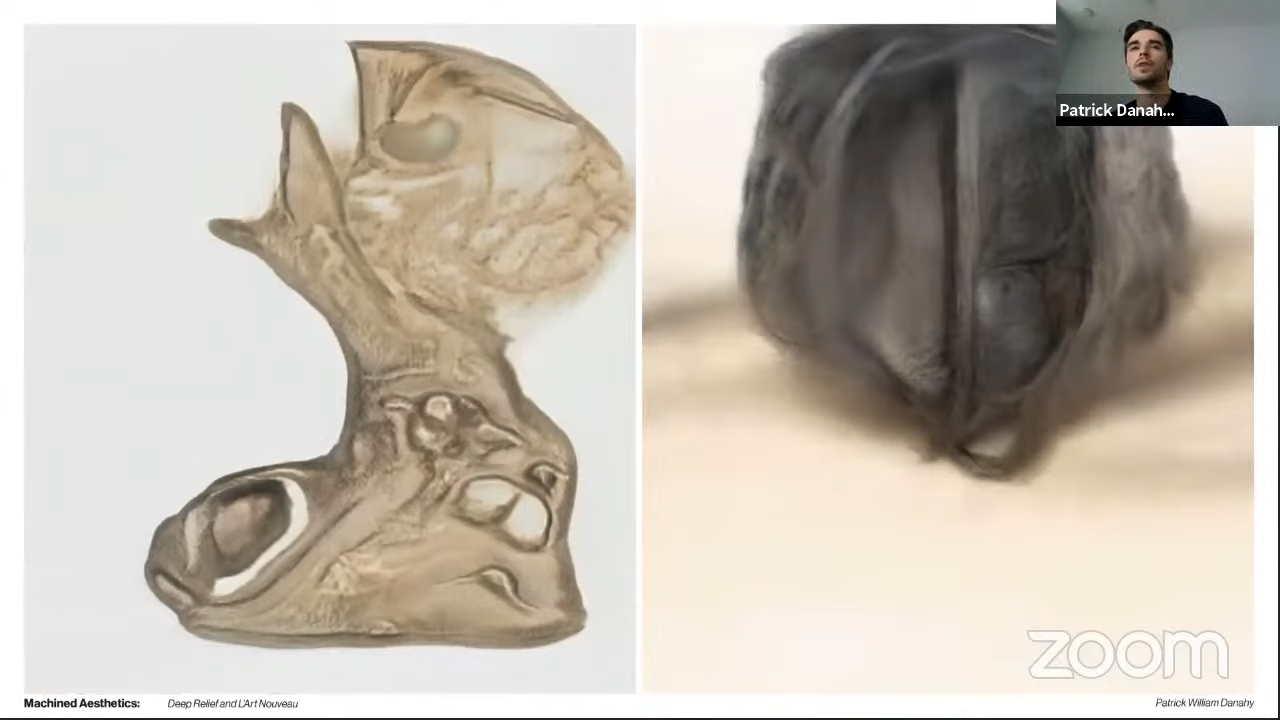 Patrick Danah...
zoom
Machined Aesthetics: Deep Relief and L'Art Nouveau
Patrick William Danahy